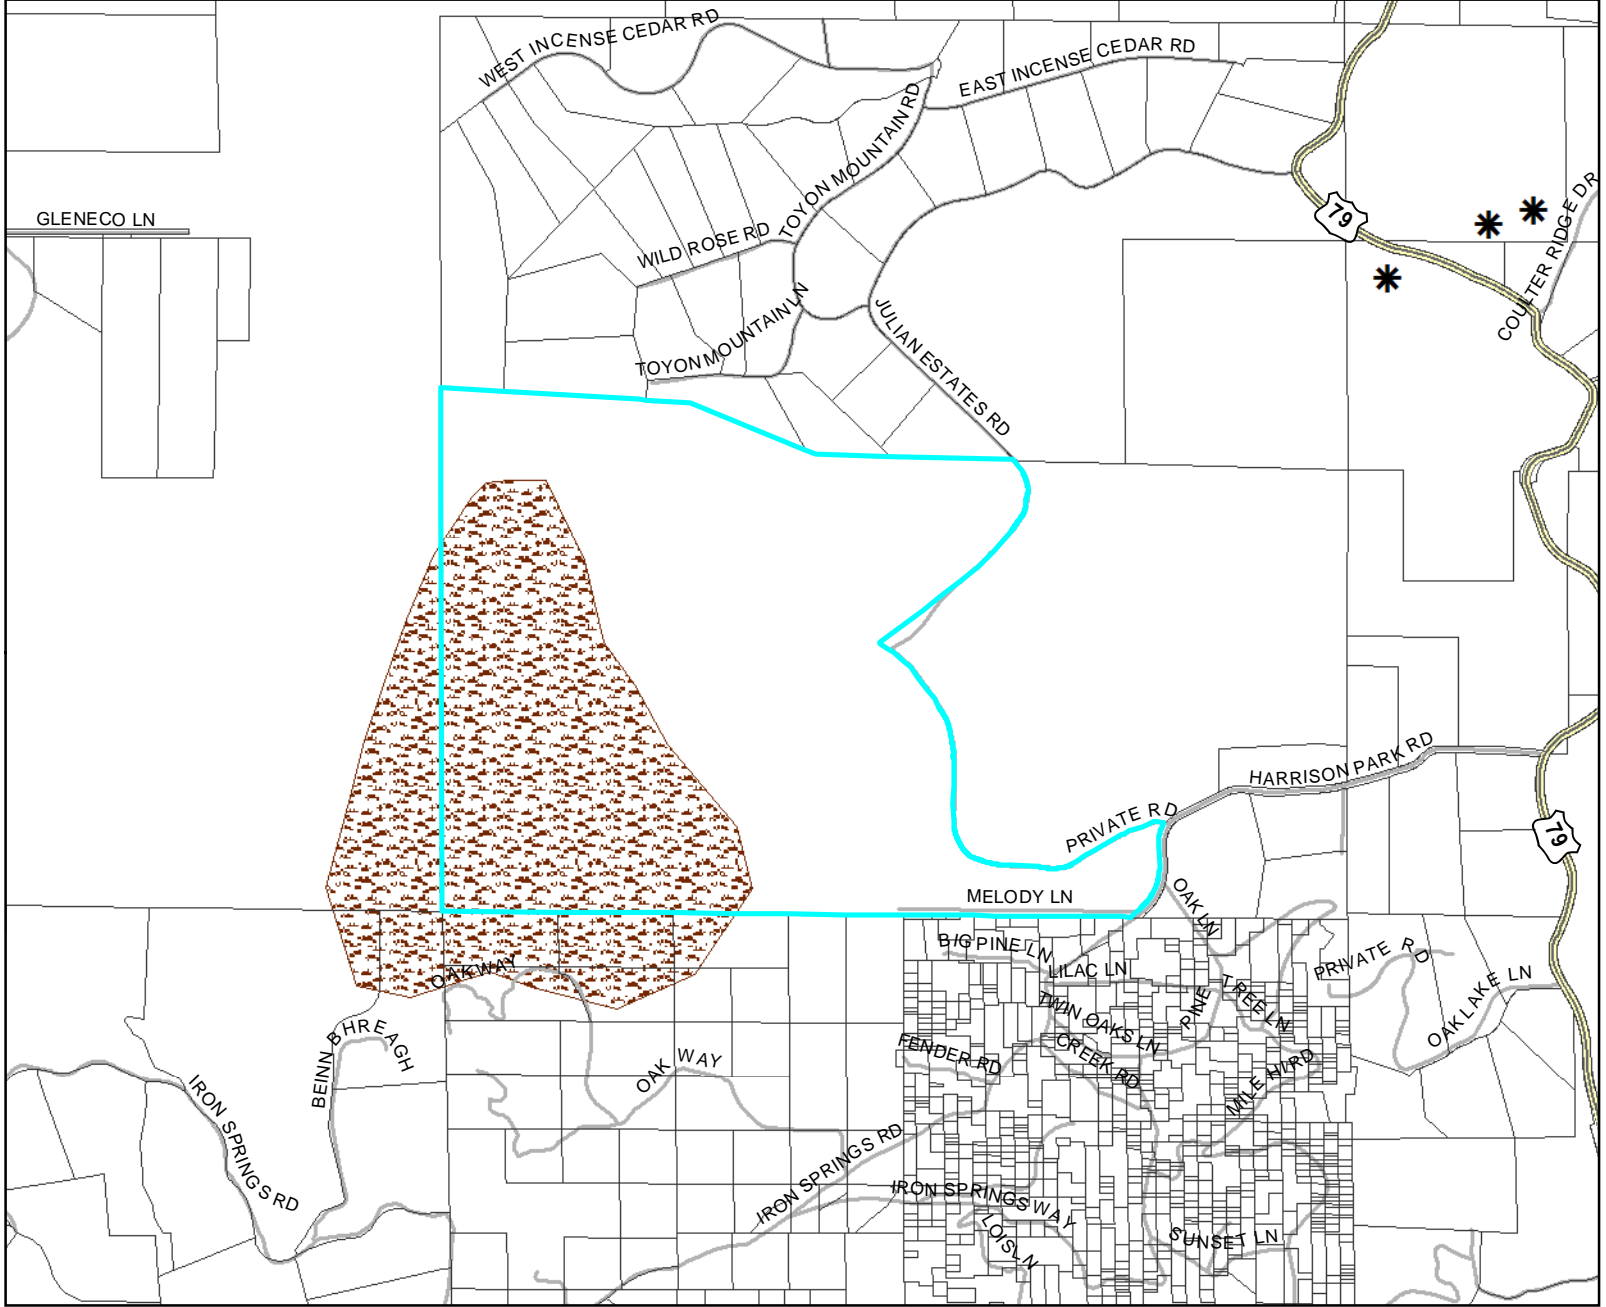 WEST INCENSE CEDAR RD
EAST INCENSE CEDAR RD
TOYON MOUNTAIN RD
GLENECO LN
79
COULTER RIDGE DR
WILD ROSE RD
TOYON MOUNTAIN LN
JULIAN ESTATES RD
HARRISON PARK RD
PRIVATE RD
79
MELODY LN
OAK LN
BIG PINE LN
LILAC LN
PRIVATE RD
OAK WAY
TWIN OAKS LN
PINE TREE LN
OAK LAKE LN
BEINN BHREAGH
FENDER RD
CREEK RD
OAK WAY
MILE HI RD
IRON SPRINGS RD
IRON SPRINGS RD
IRON SPRINGS WAY
LOIS LN
SUNSET LN